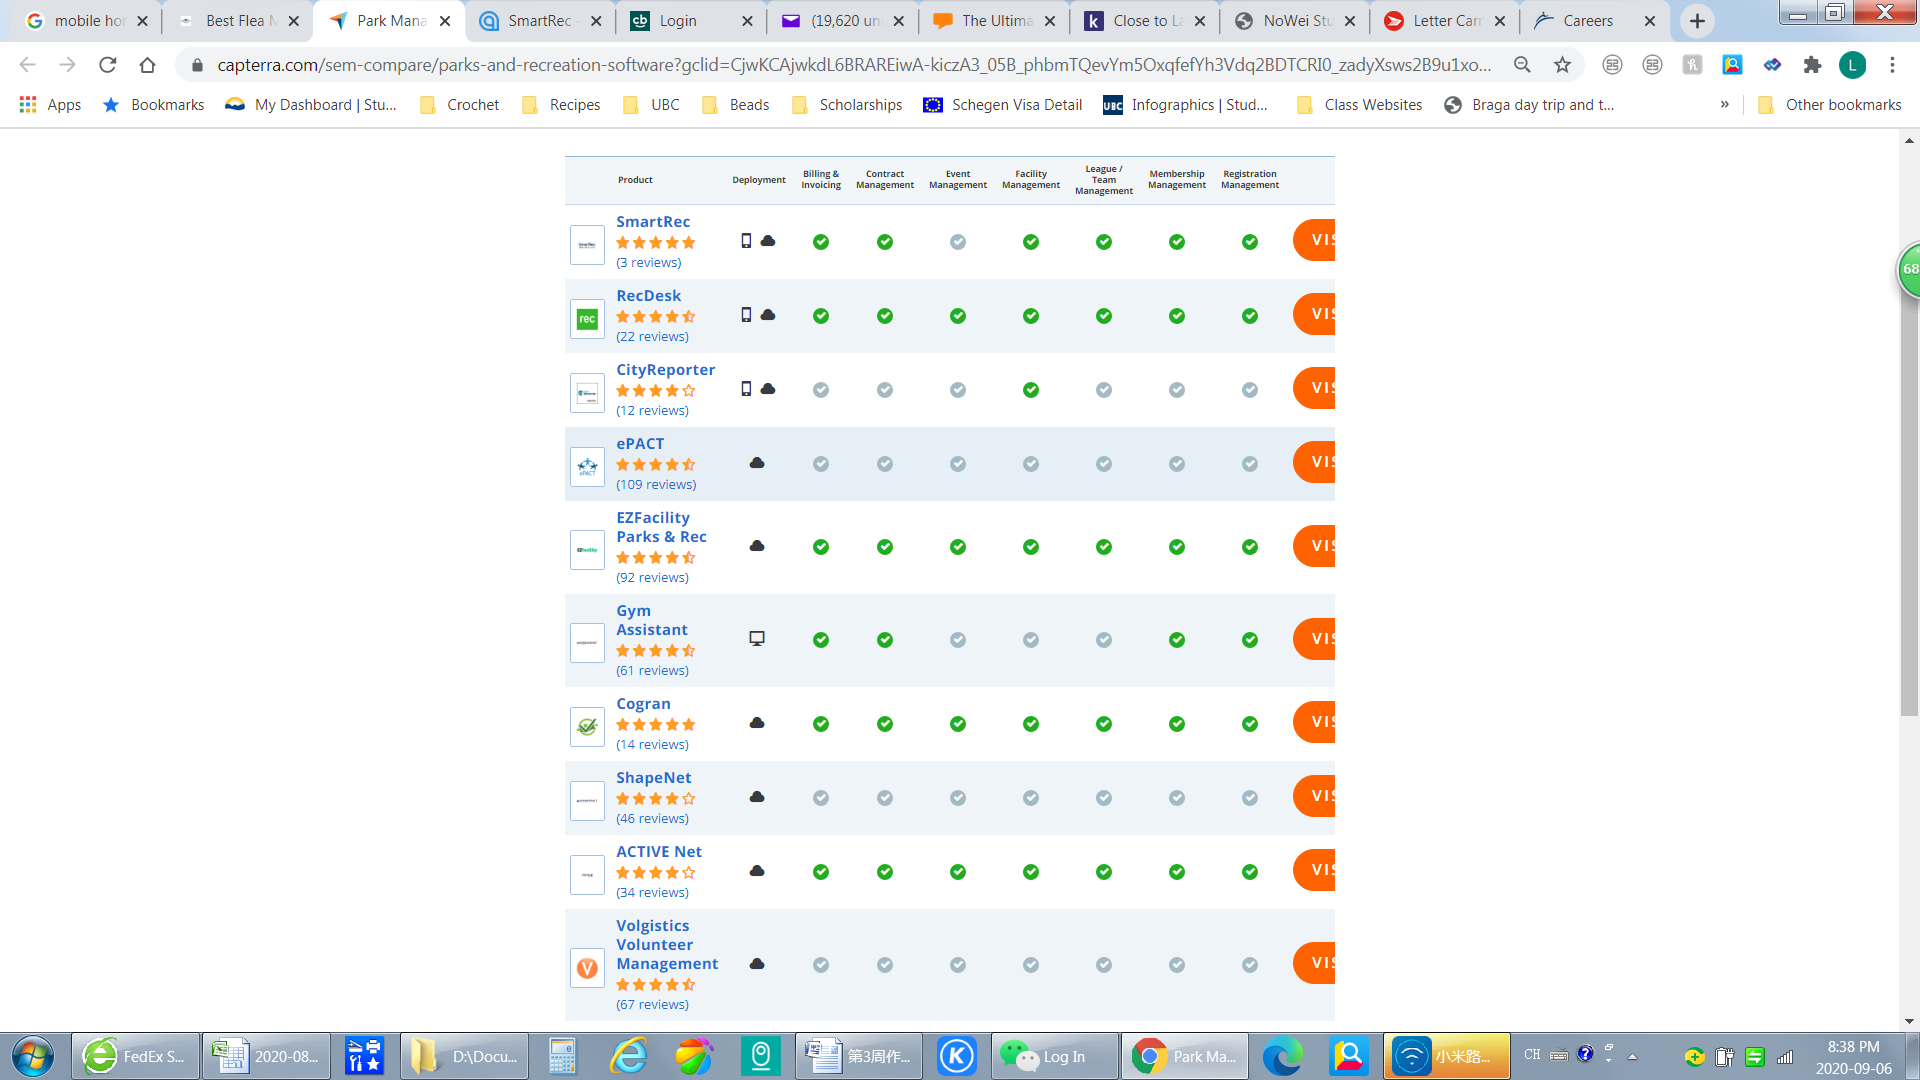 mobile ho
Best Flea M
Park Mana
SmartRec -
Login
(19,620 un
The Ultima
Close to La
NoWei Stu
Letter Carr
Careers
capterra.com/sem-compare/parks-and-recreation-software?gclid=CjwKCAjwkdL6BRAREiwA-kiczA3_05B_phbmTQevYm5OxqfefYh3Vdq2BDTCRI0_zadyXsws2B9u1xo...
L
Apps
Bookmarks
My Dashboard | Stu...
Crochet
Recipes
UBC
Beads
Scholarships
Schegen Visa Detail
UBC
Infographics | Stud...
Class Websites
Braga day trip and t...
»
Other bookmarks
Product
Deployment
Billing &
Invoicing
Contract
Management
Event
Management
Facility
Management
League /
Team
Management
Membership
Management
Registration
Management
SmartRec
(3 reviews)
VIS
rec
RecDesk
(22 reviews)
VIS
CityReporter
(12 reviews)
VIS
ePACT
ePACT
(109 reviews)
VIS
EZFacility
EZFacility
Parks & Rec
(92 reviews)
VIS
Gym
Assistant
(61 reviews)
VIS
Cogran
(14 reviews)
VIS
ShapeNet
(46 reviews)
VIS
ACTIVE Net
(34 reviews)
VIS
V
Volgistics
Volunteer
Management
(67 reviews)
VIS
68
FedEx S...
2020-08...
D:\Docu...
第3周作...
K
Log In
Park Ma...
小米路...
CH
8:38 PM
2020-09-06